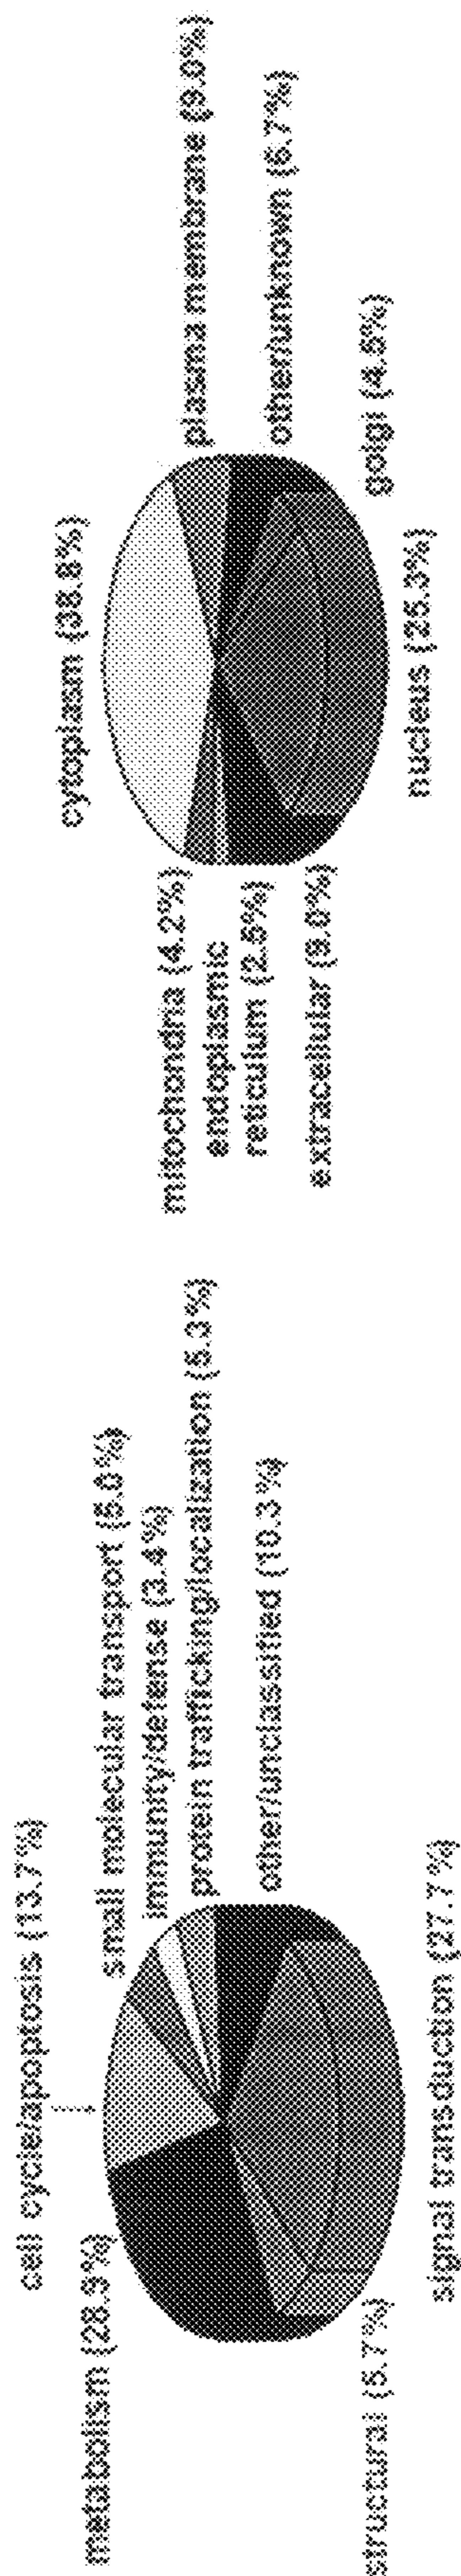 cell cycle/apoptosis (13.7%)
metabolism (28.9%)
small molecular transport (5.0%)
immunity/defense (3.4%)
protein trafficking/localization (5.3%)
other/unclassified (10.3%)
structural (5.7%)
signal transduction (27.7%)
cytoplasm (38.8%)
mitochondria (4.2%)
endoplasmic
reticulum (2.5%)
extracellular (9.0%)
plasma membrane (9.0%)
other/unknown (6.7%)
golgi (4.5%)
nucleus (25.3%)